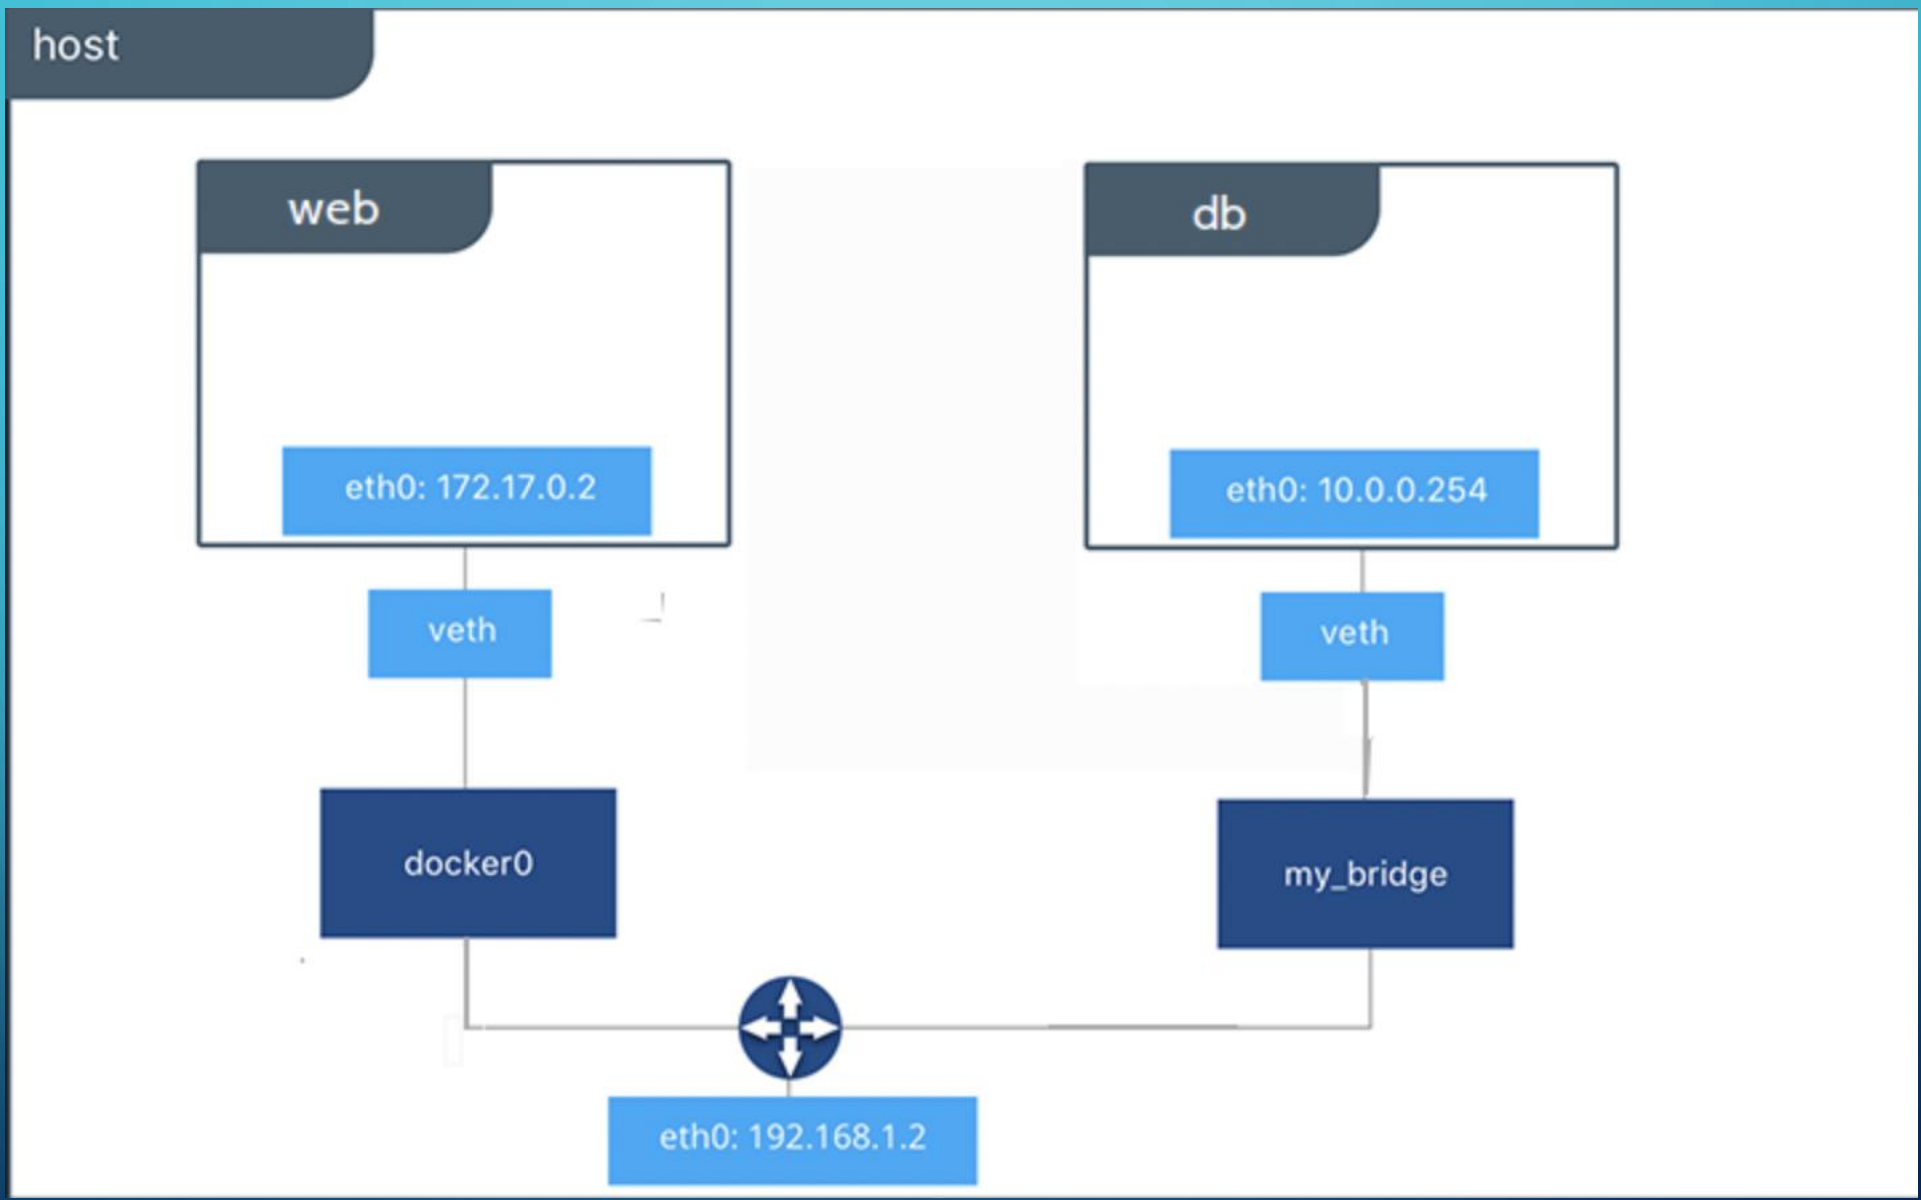 host
web
db
eth0: 172.17.0.2
eth0: 10.0.0.254
veth
veth
docker0
my_bridge
eth0: 192.168.1.2